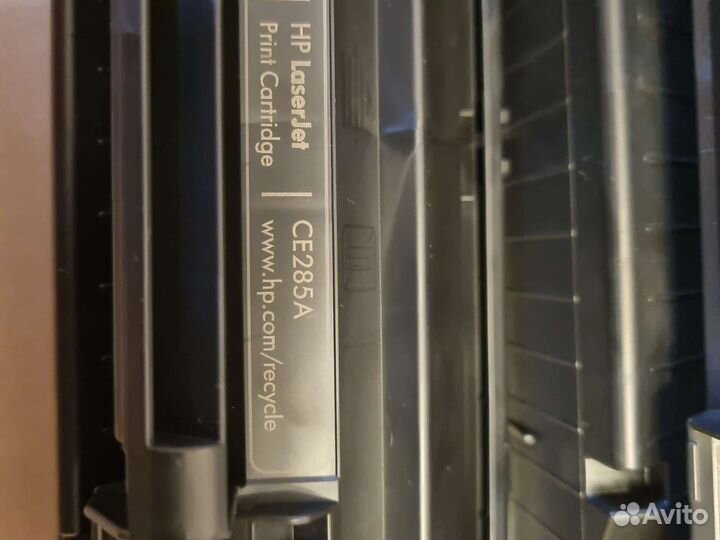 HP LaserJet
Print Cartridge
CE285A
www.hp.com/recycle
Avito